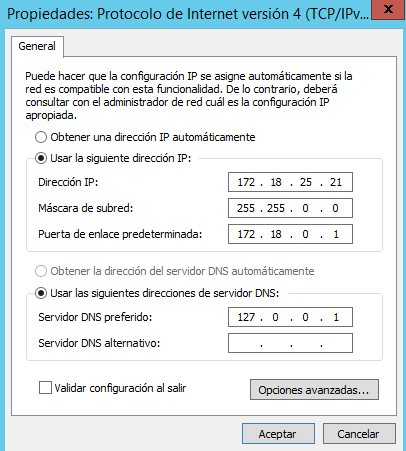 Propiedades: Protocolo de Internet versión 4 (TCP/IPv... x
General
Puede hacer que la configuración IP se asigne automáticamente si la
red es compatible con esta funcionalidad. De lo contrario, deberá
consultar con el administrador de red cuál es la configuración IP
apropiada.
Obtener una dirección IP automáticamente
Usar la siguiente dirección IP:
Dirección IP: 172 . 18 . 25 . 21
Máscara de subred: 255 . 255 . 0 . 0
Puerta de enlace predeterminada: 172 . 18 . 0 . 1
Obtener la dirección del servidor DNS automáticamente
Usar las siguientes direcciones de servidor DNS:
Servidor DNS preferido: 127 . 0 . 0 . 1
Servidor DNS alternativo: . . .
Validar configuración al salir
Opciones avanzadas...
Aceptar Cancelar